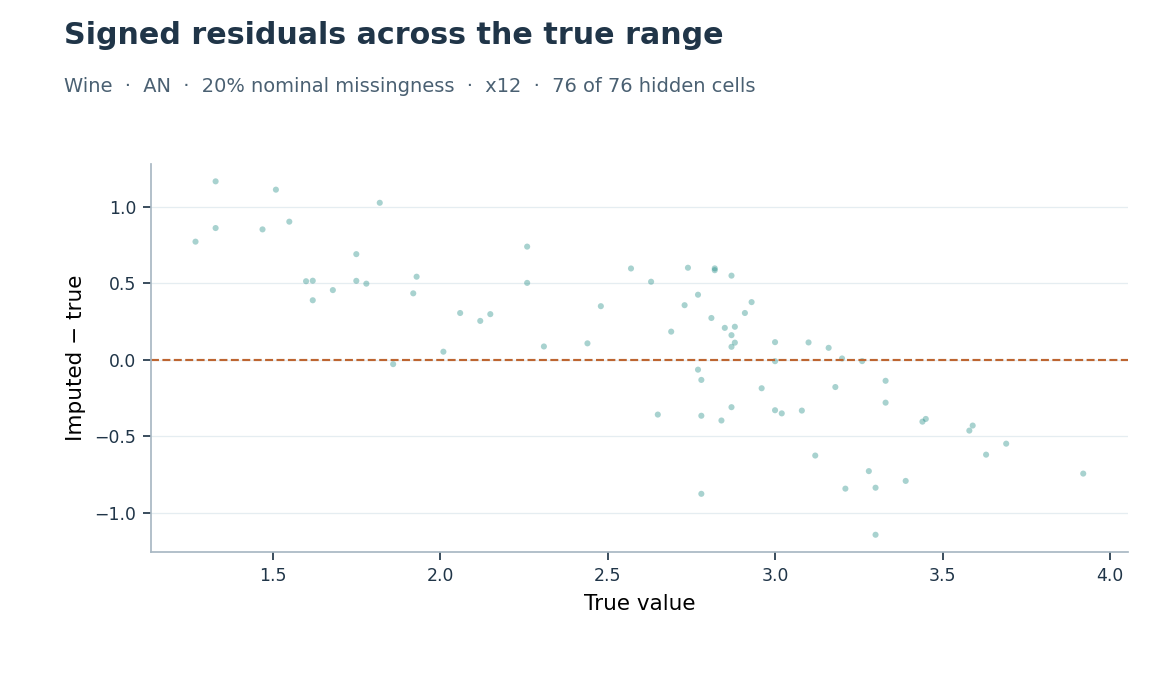 Signed residuals across the true range
Wine · AN · 20% nominal missingness · x12 · 76 of 76 hidden cells
Imputed − true
1.0
0.5
0.0
−0.5
−1.0
1.5 2.0 2.5 3.0 3.5 4.0
True value